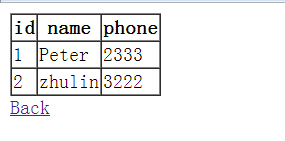 id name phone
1 Peter 2333
2 zhulin 3222
Back